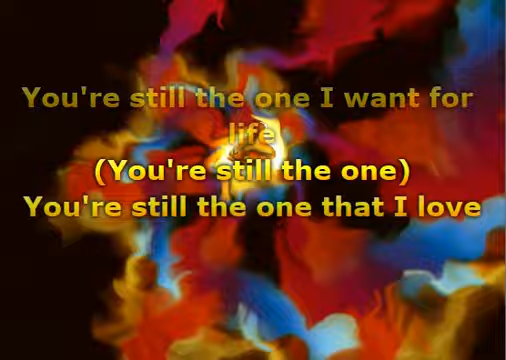 You're still the one I want for
life
(You're still the one)
You're still the one that I love